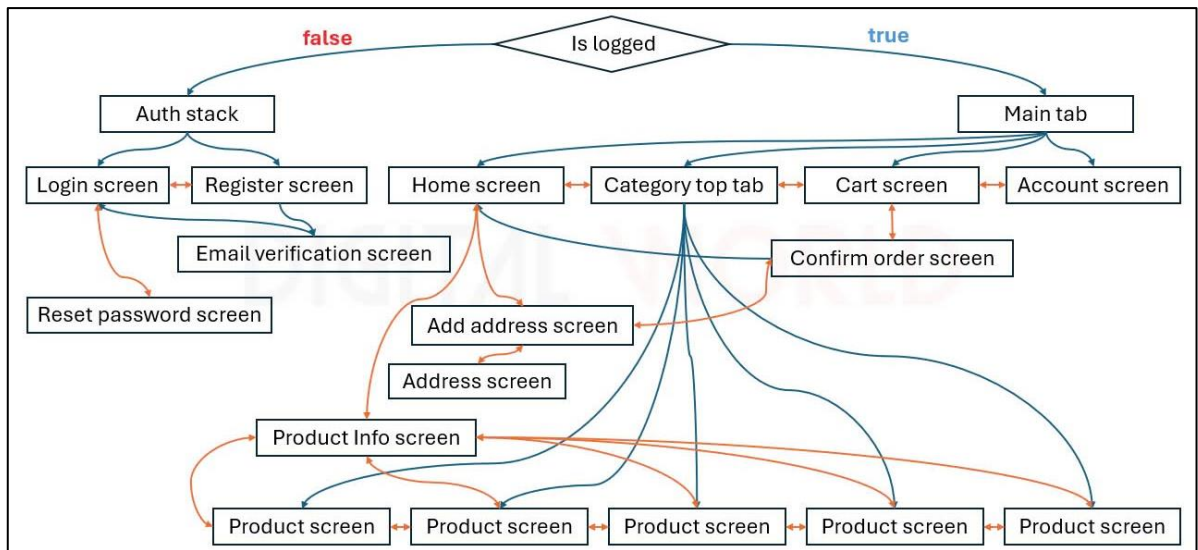 Is logged
false
true
Auth stack
Main tab
Login screen
Register screen
Home screen
Category top tab
Cart screen
Account screen
Email verification screen
Confirm order screen
DIGITAL WORLD
Reset password screen
Add address screen
Address screen
Product Info screen
Product screen
Product screen
Product screen
Product screen
Product screen